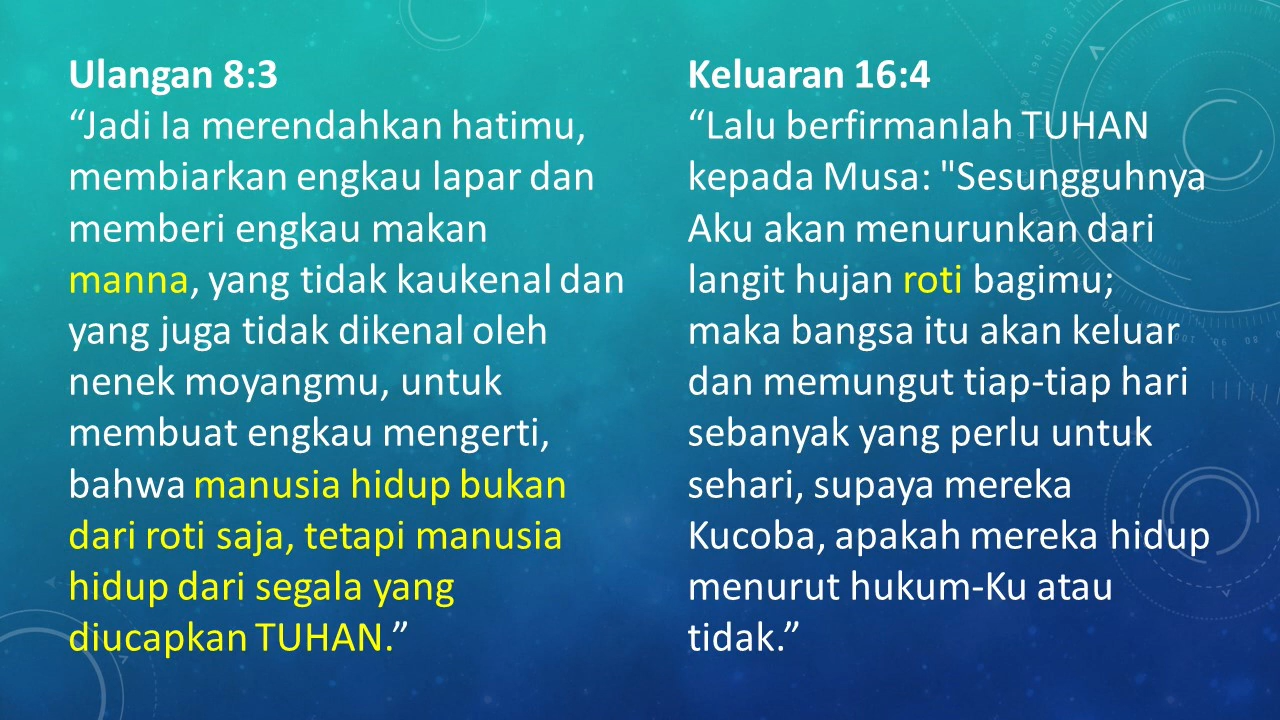 Ulangan 8:3
“Jadi Ia merendahkan hatimu,
membiarkan engkau lapar dan
memberi engkau makan
manna, yang tidak kaukenal dan
yang juga tidak dikenal oleh
nenek moyangmu, untuk
membuat engkau mengerti,
bahwa manusia hidup bukan
dari roti saja, tetapi manusia
hidup dari segala yang
diucapkan TUHAN.”
Keluaran 16:4
“Lalu berfirmanlah TUHAN
kepada Musa: "Sesungguhnya
Aku akan menurunkan dari
langit hujan roti bagimu;
maka bangsa itu akan keluar
dan memungut tiap-tiap hari
sebanyak yang perlu untuk
sehari, supaya mereka
Kucoba, apakah mereka hidup
menurut hukum-Ku atau
tidak.”